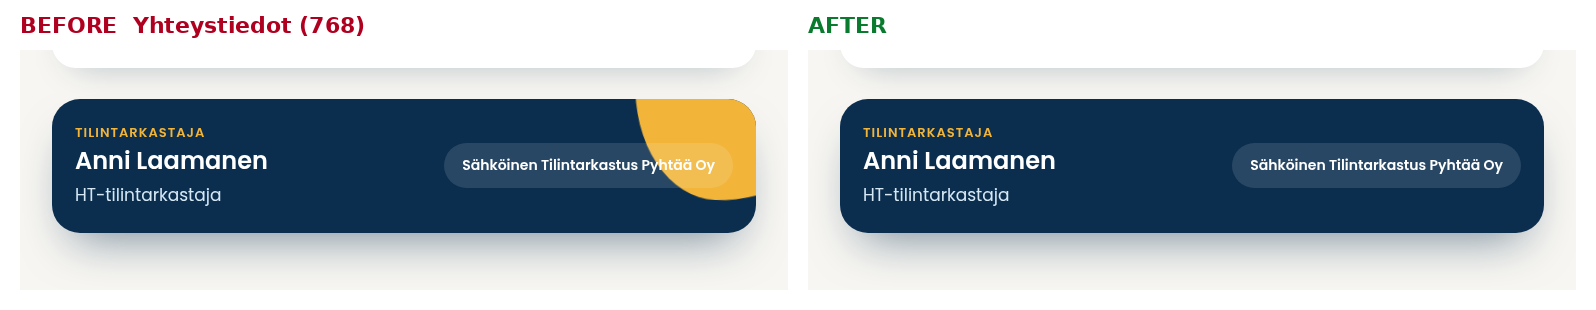 BEFORE Yhteystiedot (768)
TILINTARKASTAJA
Anni Laamanen
HT-tilintarkastaja
Sähköinen Tilintarkastus Pyhtää Oy
AFTER
TILINTARKASTAJA
Anni Laamanen
HT-tilintarkastaja
Sähköinen Tilintarkastus Pyhtää Oy